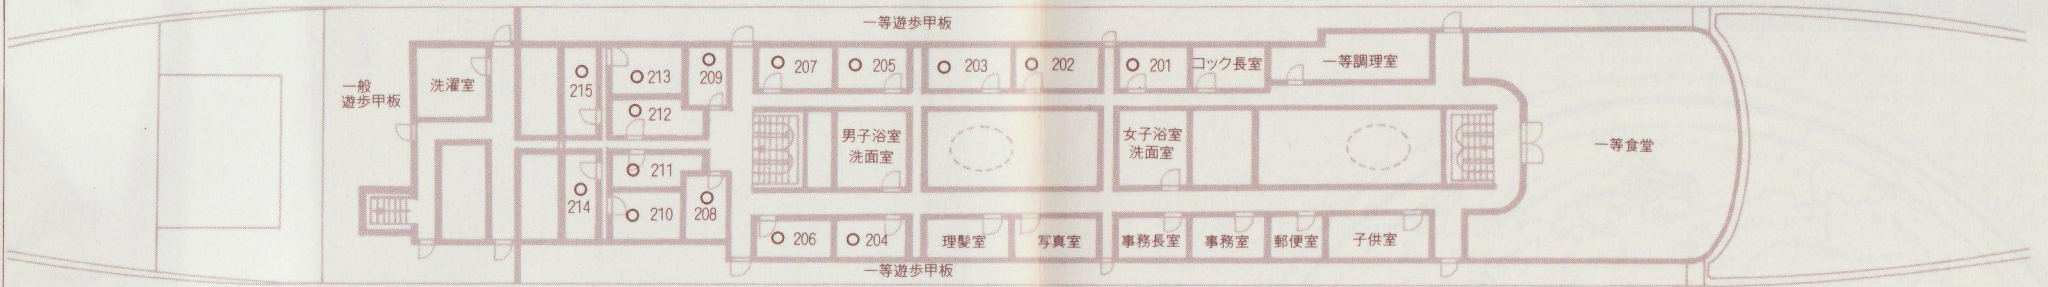 一等遊歩甲板
一般
遊歩甲板
洗濯室
215
213
212
209
207
205
203
202
201
コック長室
一等調理室
男子浴室
洗面室
女子浴室
洗面室
一等食堂
211
210
214
208
206
204
理髪室
写真室
事務長室
事務室
郵便室
子供室
一等遊歩甲板